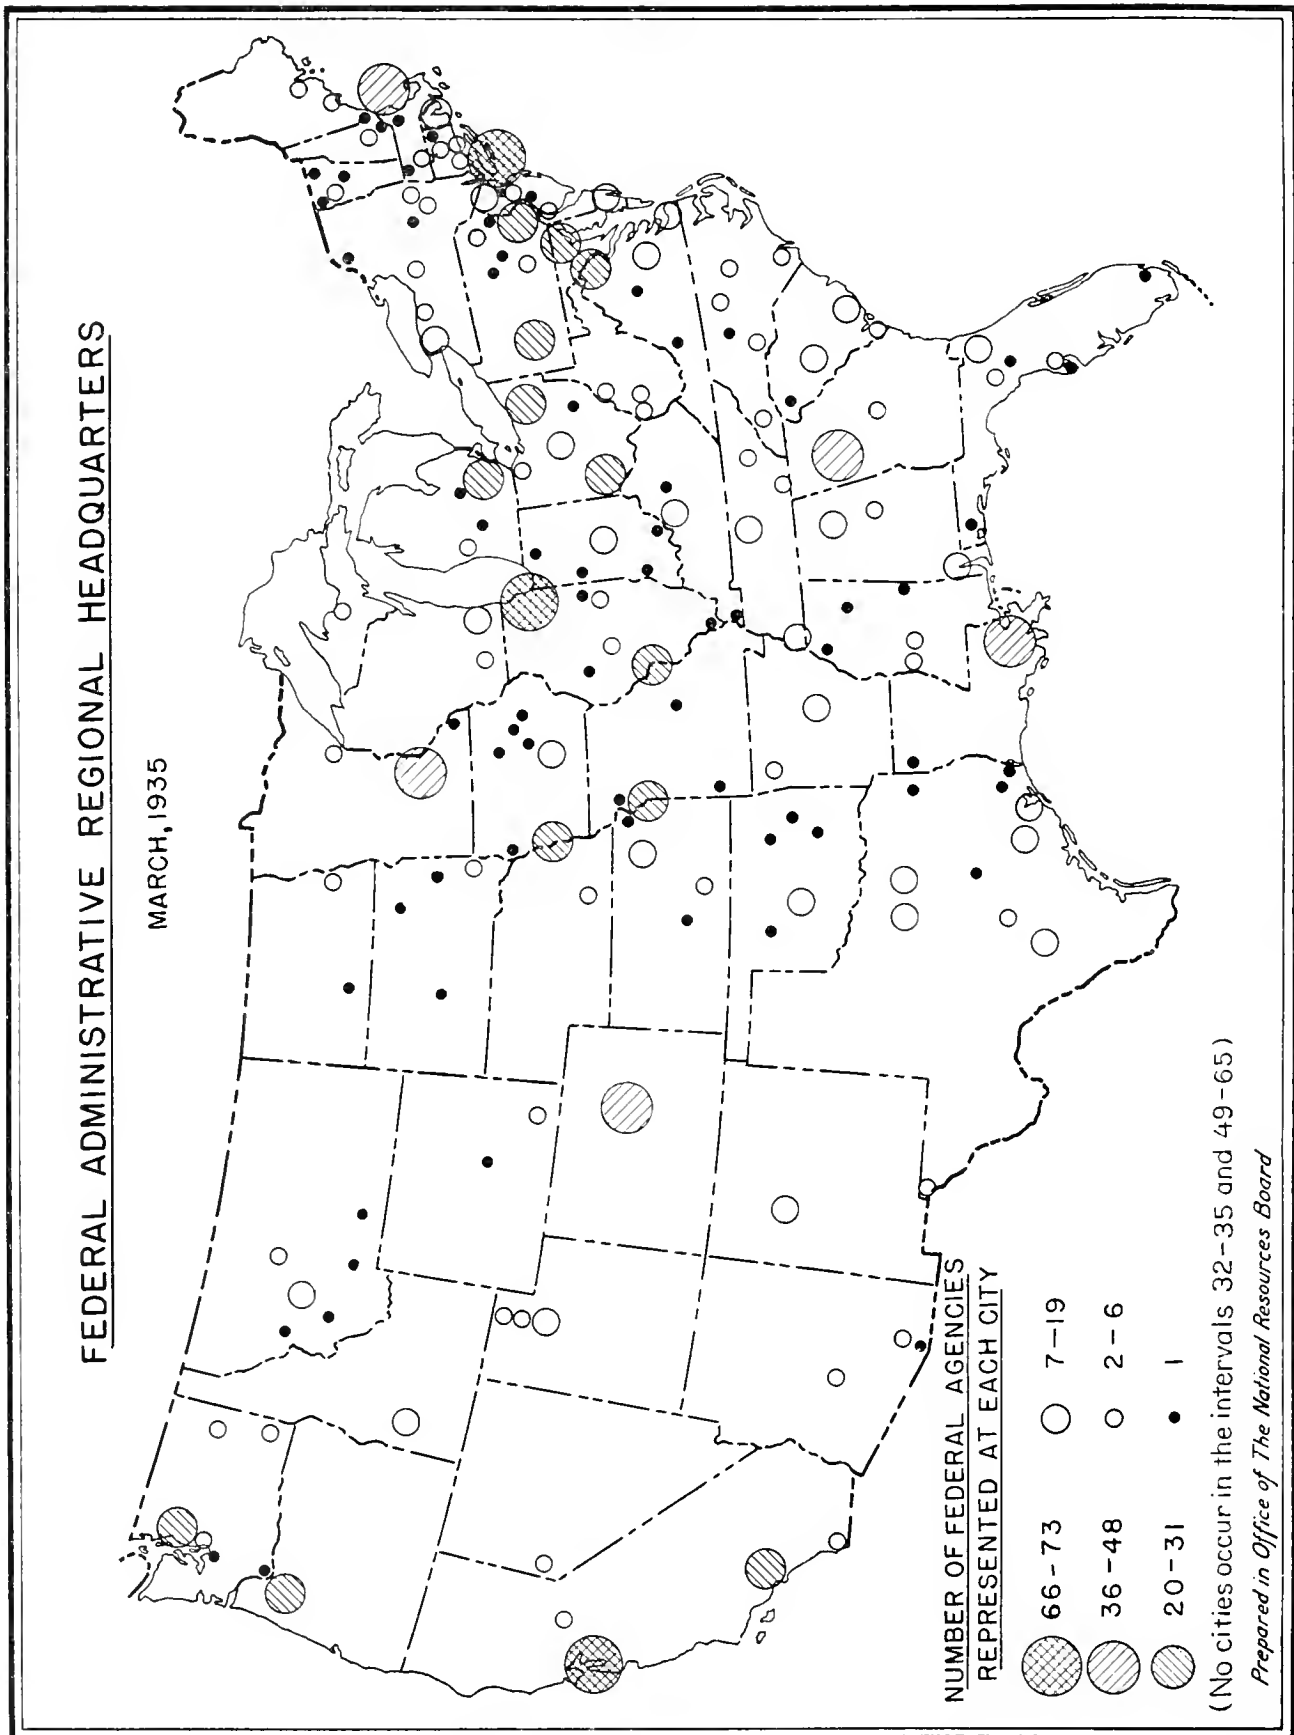 FEDERAL ADMINISTRATIVE REGIONAL HEADQUARTERS
MARCH, 1935
NUMBER OF FEDERAL AGENCIES
REPRESENTED AT EACH CITY
66-73
7-19
36-48
2-6
20-31
1
(No cities occur in the intervals 32-35 and 49-65)
Prepared in Office of The National Resources Board